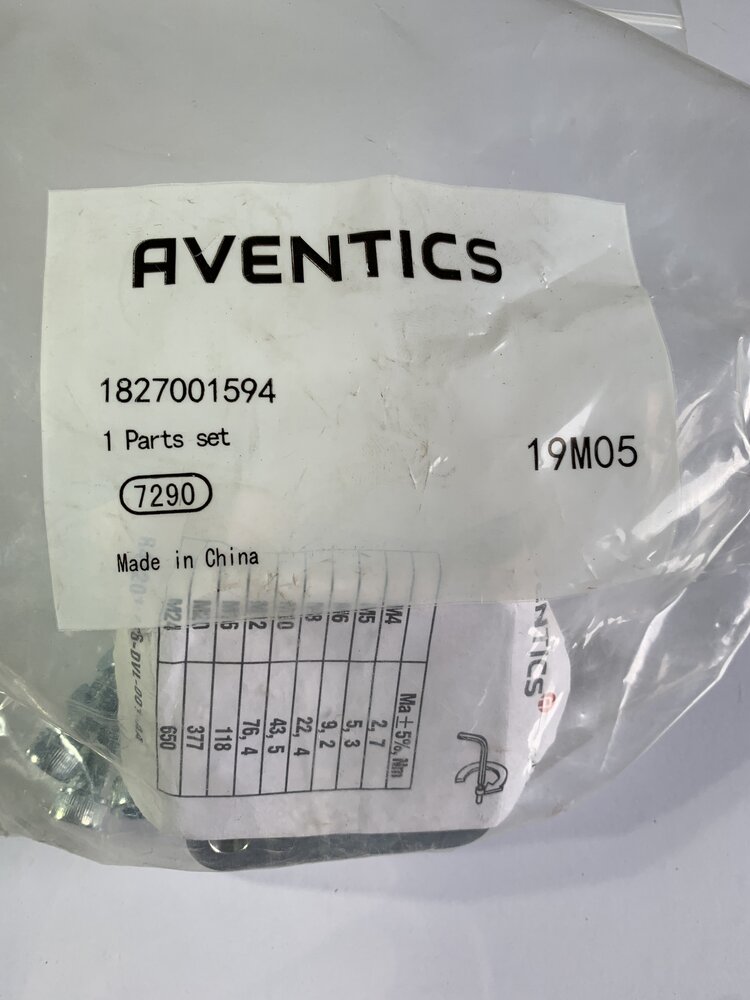 AVENTICS
1827001594
1 Parts set
19M05
7290
Made in China
NTICS
Ma±5%, Nm
M4 2,7
M5 5,3
M6 9,2
M8 22,4
M10 43,5
M12 76,4
M16 118
M20 377
M24 650